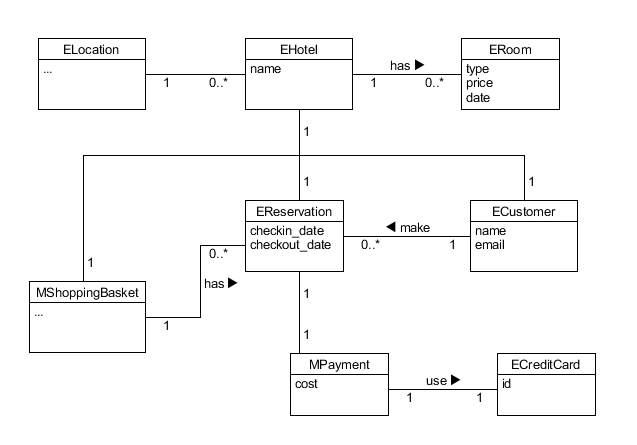 ELocation
...
EHotel
name
ERoom
type
price
date
1
0..*
has ▶
1
0..*
1
1
1
1
EReservation
checkin_date
checkout_date
◀ make
0..*
1
ECustomer
name
email
MShoppingBasket
...
1
0..*
has ▶
1
1
MPayment
cost
use ▶
1
1
ECreditCard
id